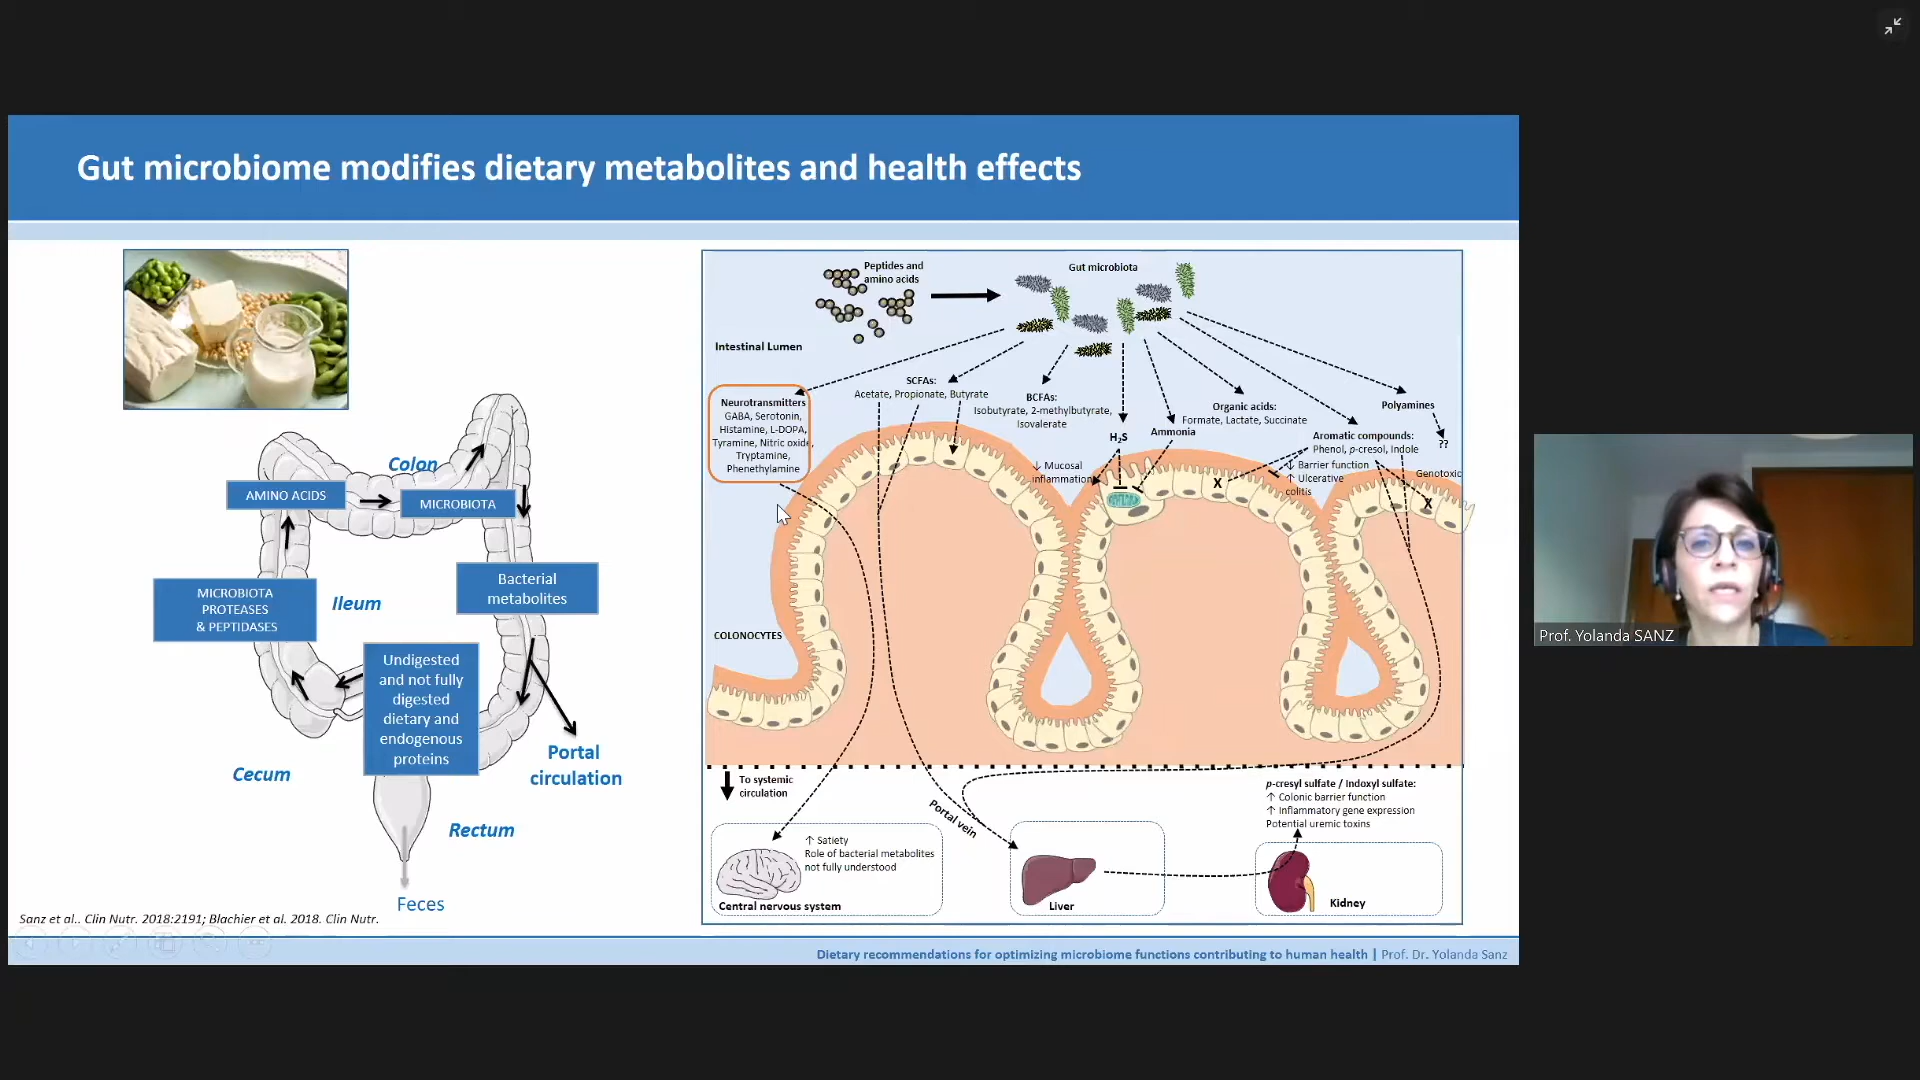 Gut microbiome modifies dietary metabolites and health effects
Colon
AMINO ACIDS
MICROBIOTA
MICROBIOTA
PROTEASES
& PEPTIDASES
Ileum
Bacterial
metabolites
Undigested
and not fully
digested
dietary and
endogenous
proteins
Portal
circulation
Cecum
Rectum
Feces
Sanz et al.. Clin Nutr. 2018:2191; Blachier et al. 2018. Clin Nutr.
Peptides and
amino acids
Gut microbiota
Intestinal Lumen
Neurotransmitters
GABA, Serotonin,
Histamine, L-DOPA,
Tyramine, Nitric oxide,
Tryptamine,
Phenethylamine
SCFAs:
Acetate, Propionate, Butyrate
BCFAs:
Isobutyrate, 2-methylbutyrate,
Isovalerate
H₂S
Ammonia
Organic acids:
Formate, Lactate, Succinate
Aromatic compounds:
Phenol, p-cresol, Indole
Polyamines
??
Genotoxic
↓ Mucosal
inflammation
↓ Barrier function
↑ Ulcerative
colitis
X
X
COLONOCYTES
To systemic
circulation
Portal vein
↑ Satiety
Role of bacterial metabolites
not fully understood
Central nervous system
Liver
p-cresyl sulfate / Indoxyl sulfate:
↑ Colonic barrier function
↑ Inflammatory gene expression
Potential uremic toxins
Kidney
Dietary recommendations for optimizing microbiome functions contributing to human health | Prof. Dr. Yolanda Sanz
Prof. Yolanda SANZ